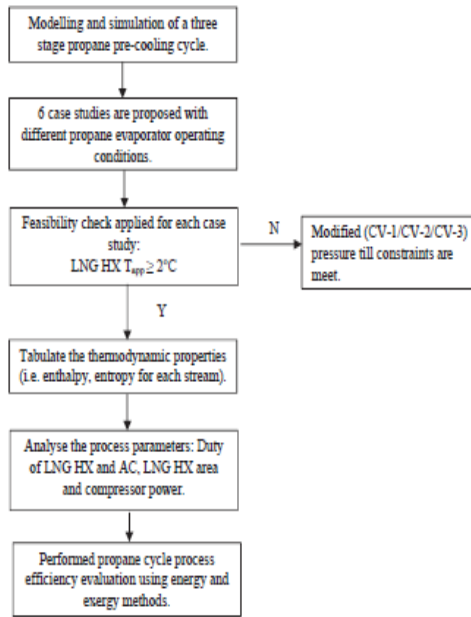 Modelling and simulation of a three
stage propane pre-cooling cycle.
6 case studies are proposed with
different propane evaporator operating
conditions.
Feasibility check applied for each case
study:
LNG HX Tapp ≥ 2°C
N
Modified (CV-1/CV-2/CV-3)
pressure till constraints are
meet.
Y
Tabulate the thermodynamic properties
(i.e. enthalpy, entropy for each stream).
Analyse the process parameters: Duty
of LNG HX and AC, LNG HX area
and compressor power.
Performed propane cycle process
efficiency evaluation using energy and
exergy methods.